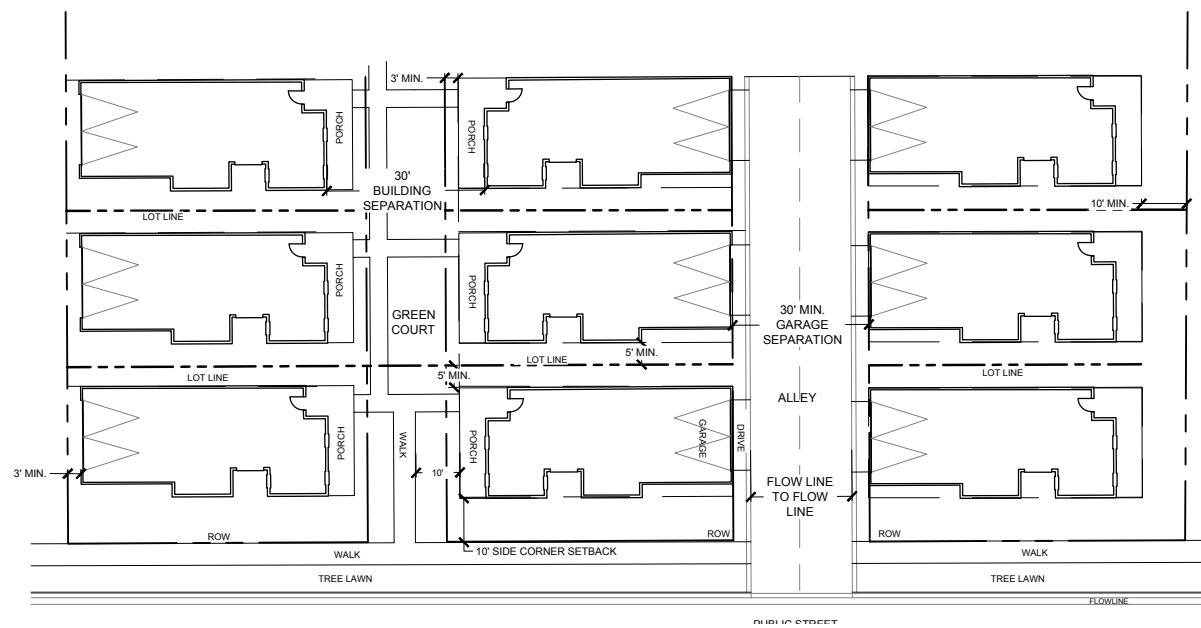 3' MIN.
PORCH
PORCH
30'
BUILDING
SEPARATION
10' MIN.
LOT LINE
PORCH
PORCH
GREEN
COURT
30' MIN.
GARAGE
SEPARATION
5' MIN.
LOT LINE
LOT LINE
5' MIN.
LOT LINE
ALLEY
PORCH
WALK
PORCH
GARAGE
DRIVE
3' MIN.
10'
FLOW LINE
TO FLOW
LINE
ROW
ROW
ROW
10' SIDE CORNER SETBACK
WALK
WALK
TREE LAWN
TREE LAWN
FLOWLINE
PUBLIC STREET